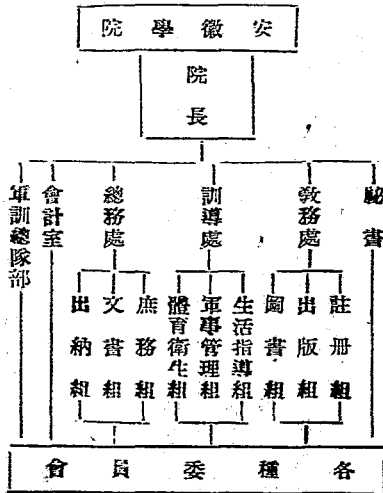 安徽學院
院長
秘書
教務處
訓導處
總務處
會計室
軍訓總隊部
註冊組
出版組
圖書組
生活指導組
軍事管理組
體育衛生組
庶務組
文書組
出納組
各種委員會